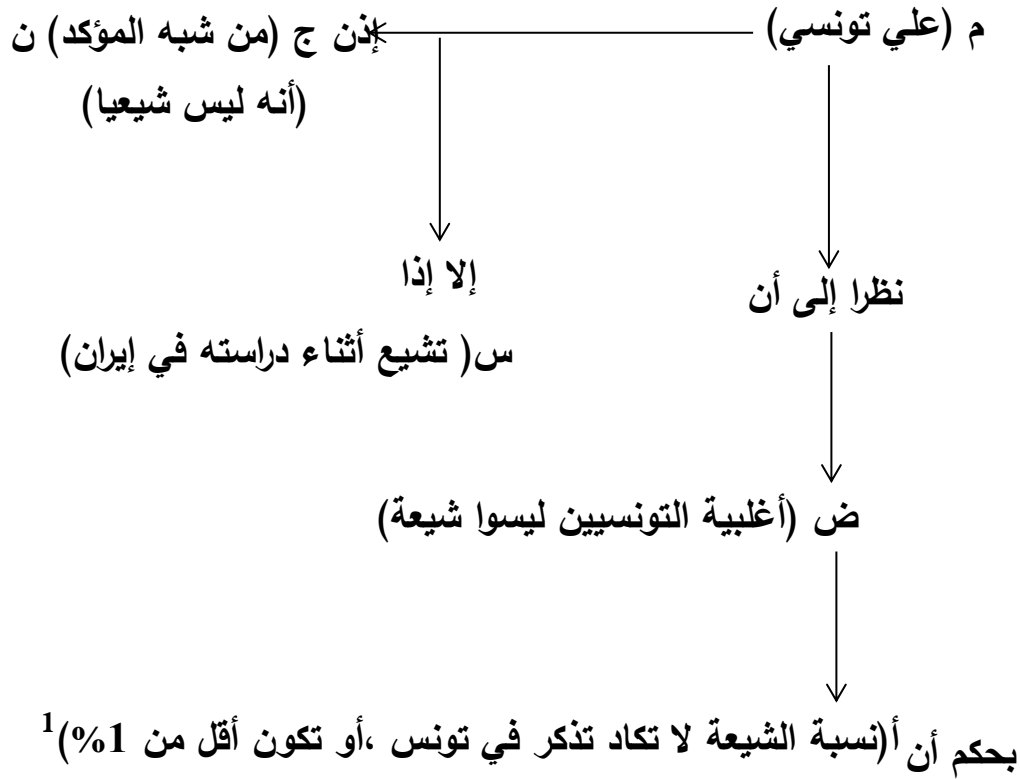 م (علي تونسي) إذن ج (من شبه المؤكد) ن
(أنه ليس شيعيا)
إلا إذا
نظرا إلى أن
س( تشيع أثناء دراسته في إيران)
ض (أغلبية التونسيين ليسوا شيعة)
بحكم أن أ(نسبة الشيعة لا تكاد تذكر في تونس ،أو تكون أقل من 1%)1